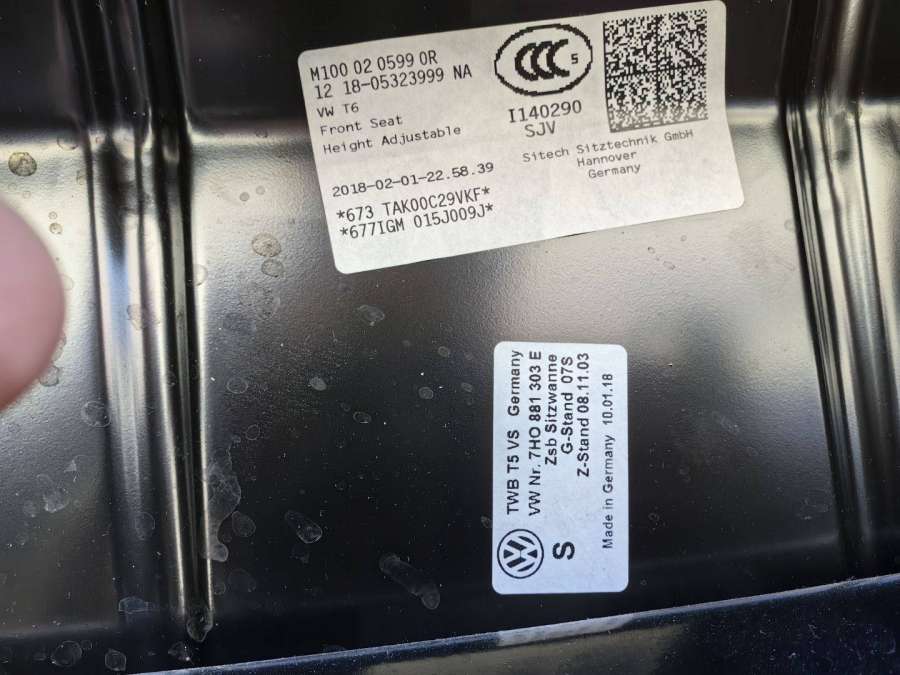 M100 02 0599 0R
12 18-05323999 NA
VW T6
Front Seat
Height Adjustable
2018-02-01-22.58.39
*673 TAK00C29VKF*
*677IGM 015J009J*
CCC S
I140290
SJV
Sitech Sitztechnik GmbH
Hannover
Germany
TWB T5 VS Germany
VW Nr. 7HO 881 303 E
Zsb Sitzwanne
G-Stand 07S
Z-Stand 08.11.03
S
Made in Germany 10.01.18